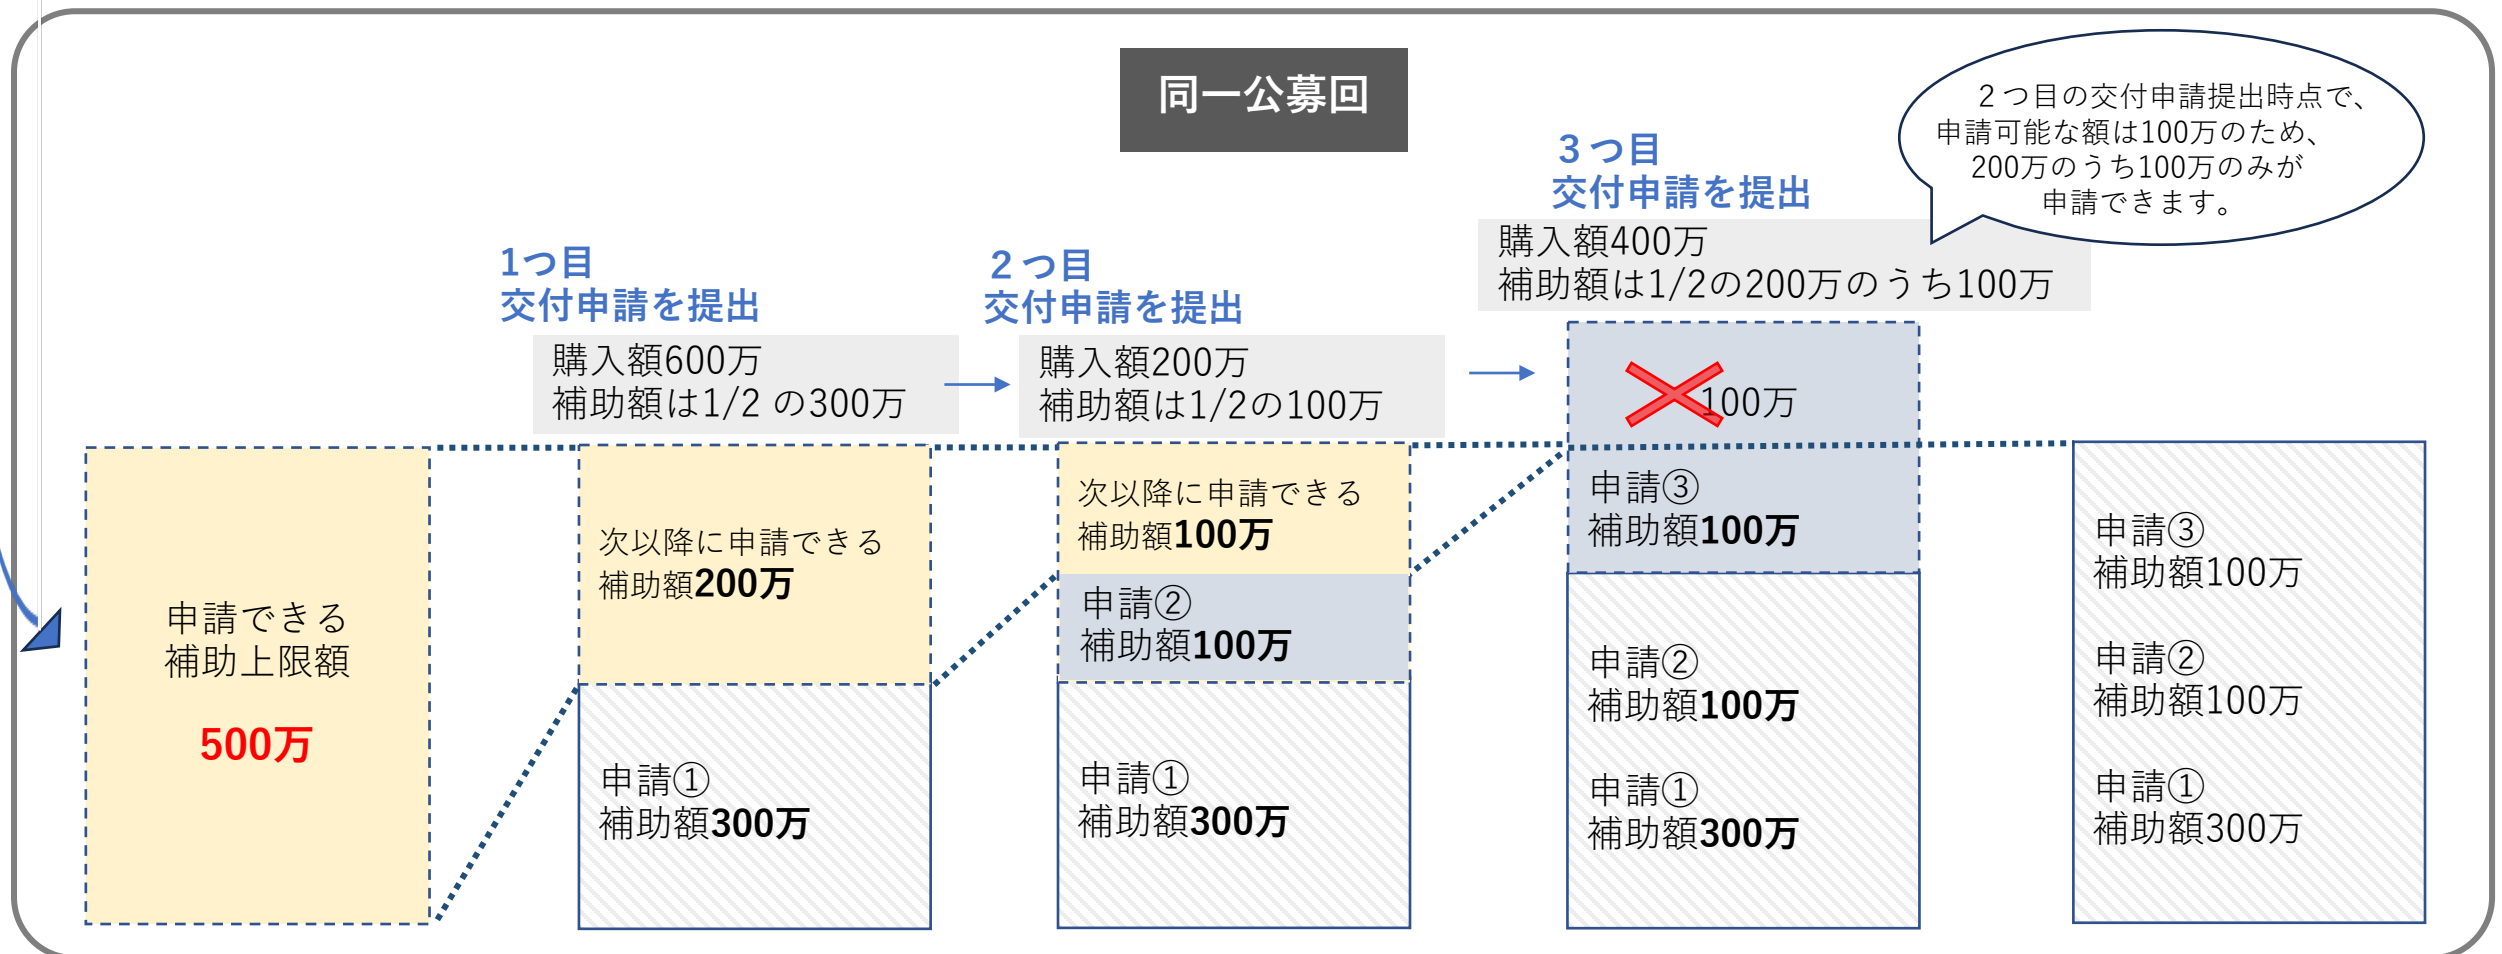 同一公募回
２つ目の交付申請提出時点で、
申請可能な額は100万のため、
200万のうち100万のみが
申請できます。
1つ目
交付申請を提出
購入額600万
補助額は1/2 の300万
２つ目
交付申請を提出
購入額200万
補助額は1/2の100万
３つ目
交付申請を提出
購入額400万
補助額は1/2の200万のうち100万
申請できる
補助上限額
500万
次以降に申請できる
補助額200万
申請①
補助額300万
次以降に申請できる
補助額100万
申請②
補助額100万
申請①
補助額300万
100万
申請③
補助額100万
申請②
補助額100万
申請①
補助額300万
申請③
補助額100万
申請②
補助額100万
申請①
補助額300万